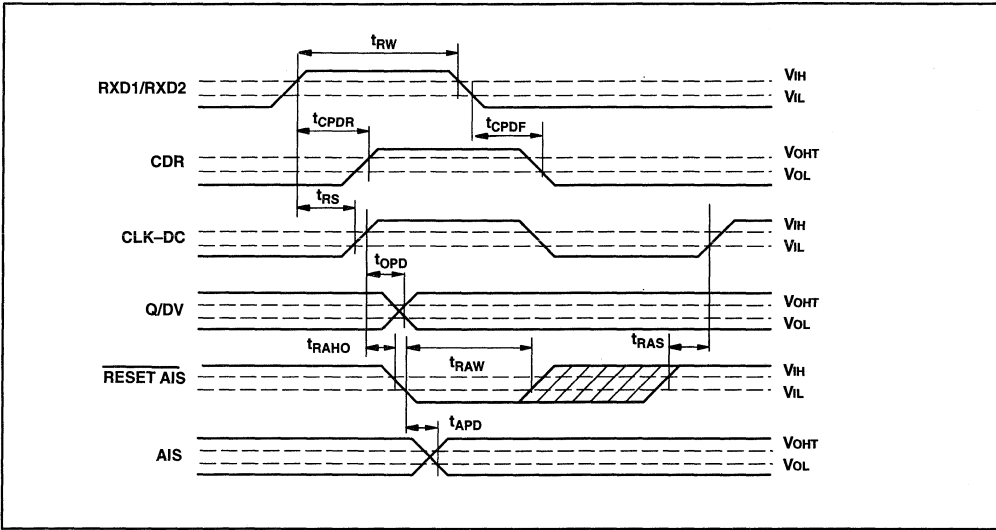 tRW
RXD1/RXD2
VIH
VIL
tCPDR
tCPDF
CDR
VOHT
VOL
tRS
CLK–DC
VIH
VIL
tOPD
Q/DV
VOHT
VOL
tRAHO
tRAW
tRAS
RESET AIS
VIH
VIL
tAPD
AIS
VOHT
VOL